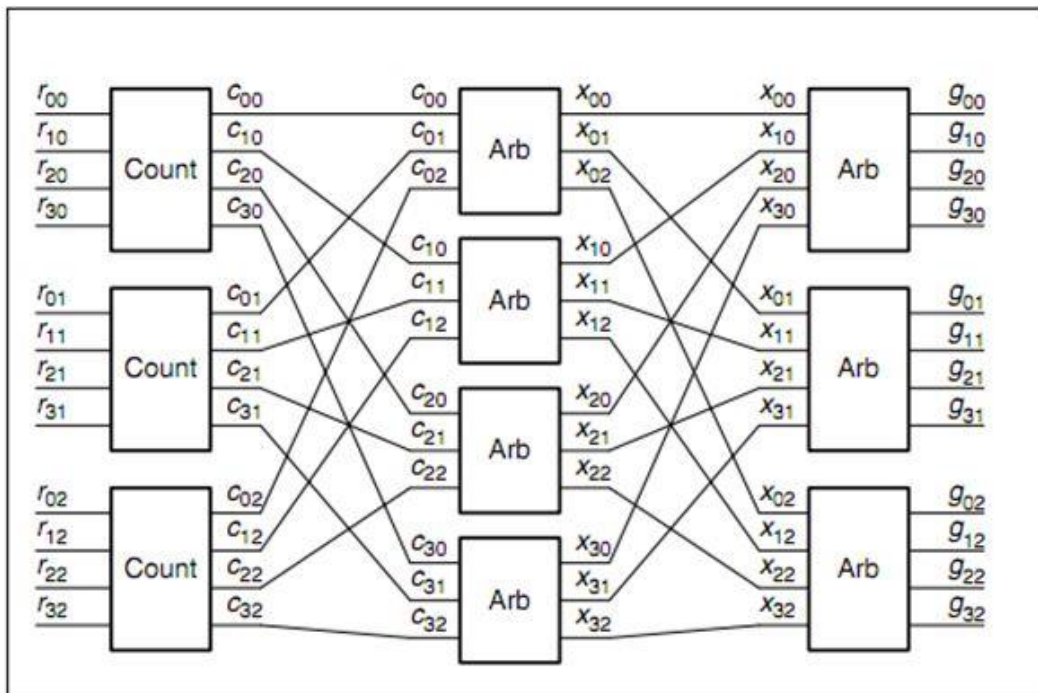 r00 c00 c00 x00 x00 g00
r10 c10 c01 x01 x10 g10
Count Arb Arb
r20 c20 c02 x02 x20 g20
r30 c30 x30 g30
c10 x10
r01 c01 c11 x11 x01 g01
r11 c11 c12 x12 x11 g11
Count Arb Arb
r21 c21 x21 g21
r31 c31 c20 x20 x31 g31
c21 x21
Arb
r02 c02 c22 x22 x02 g02
r12 c12 c30 x30 x12 g12
Count Arb Arb
r22 c22 c31 x31 x22 g22
r32 c32 c32 x32 x32 g32